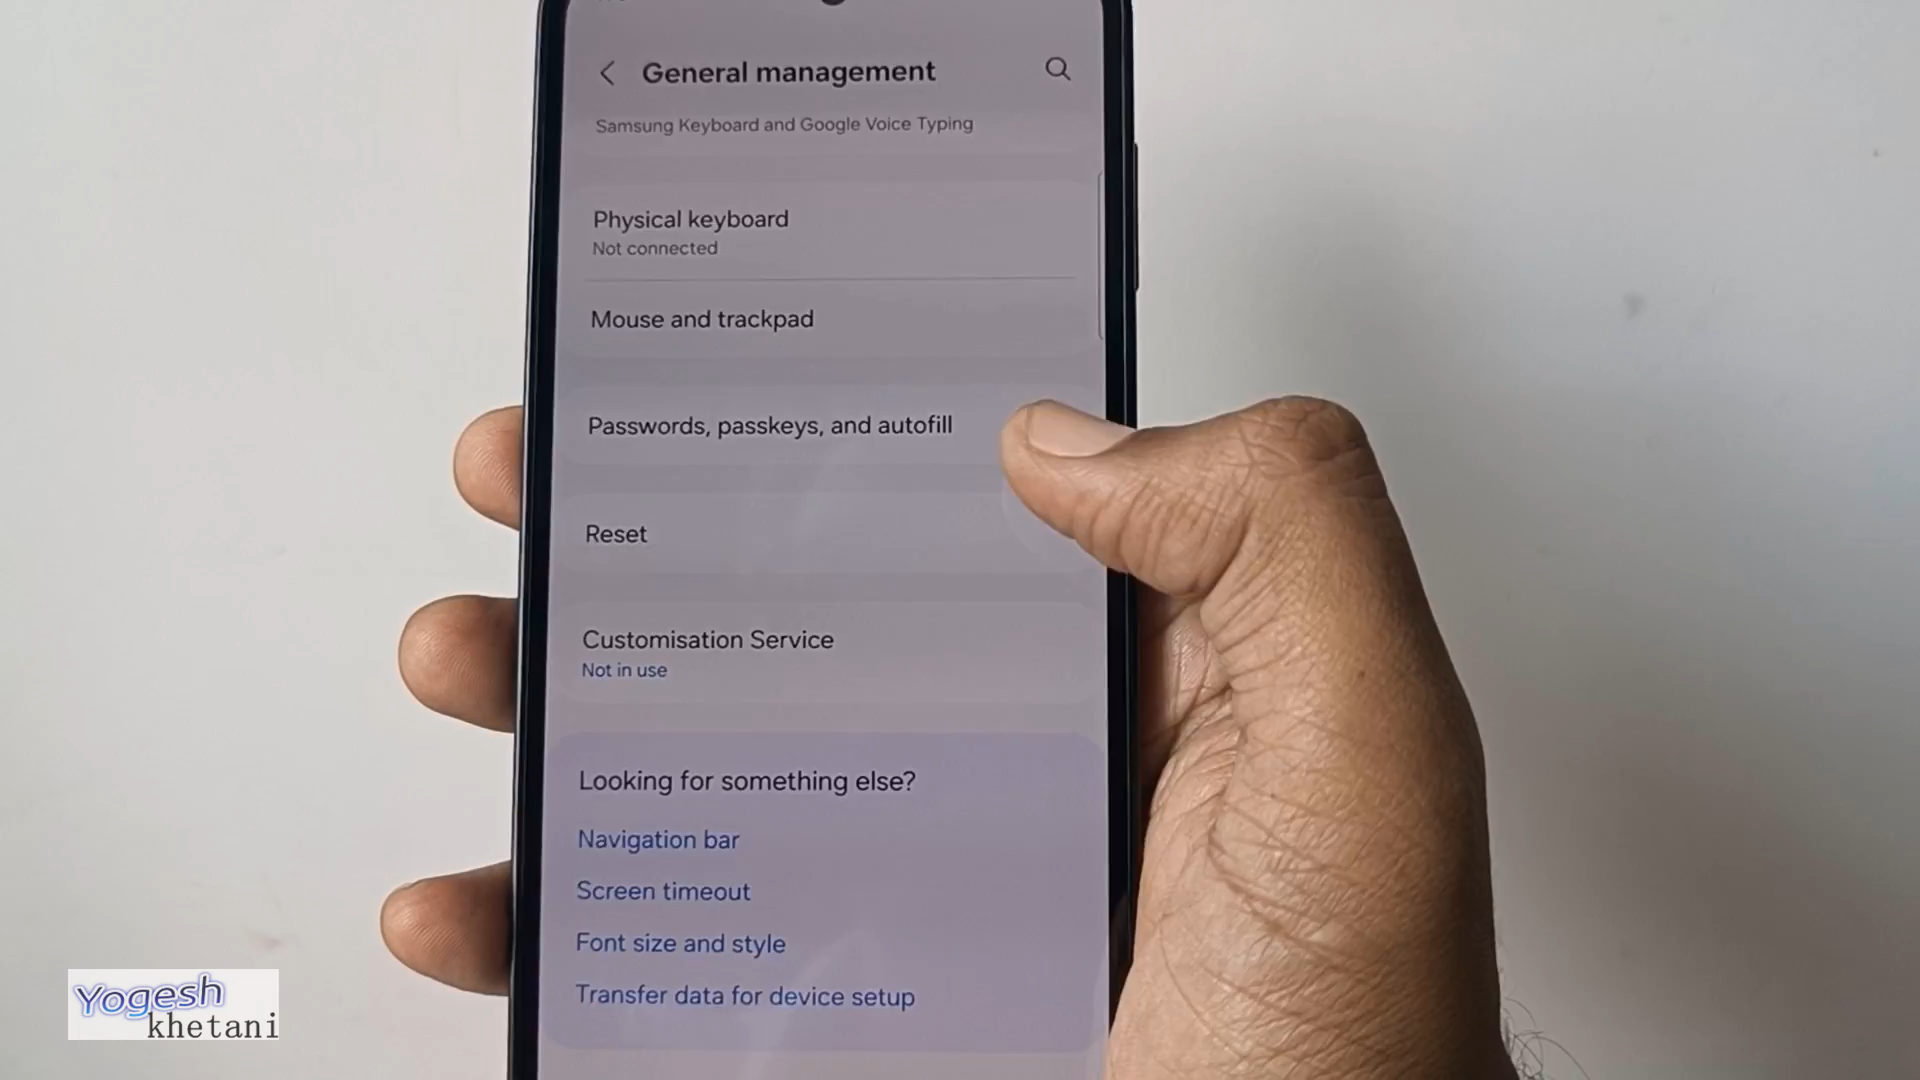 General management
Samsung Keyboard and Google Voice Typing
Physical keyboard
Not connected
Mouse and trackpad
Passwords, passkeys, and autofill
Reset
Customisation Service
Not in use
Looking for something else?
Navigation bar
Screen timeout
Font size and style
Transfer data for device setup
Yogesh
khetani